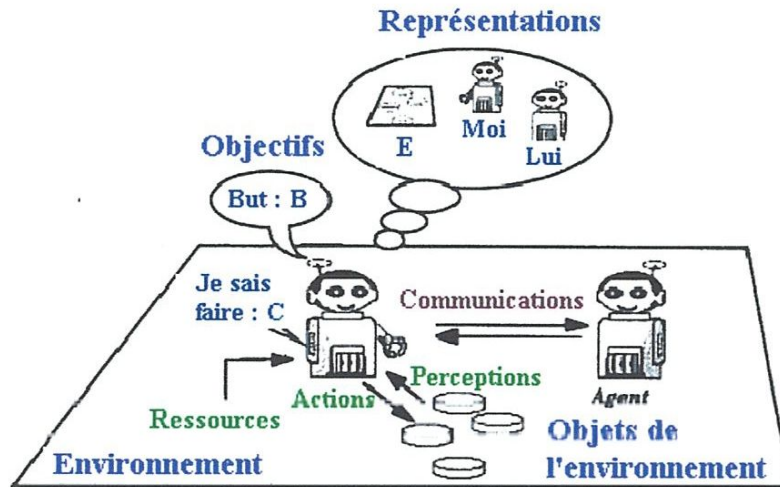 Représentations
E
Moi
Lui
Objectifs
But : B
Je sais
faire : C
Communications
Perceptions
Actions
Ressources
Agent
Environnement
Objets de
l'environnement